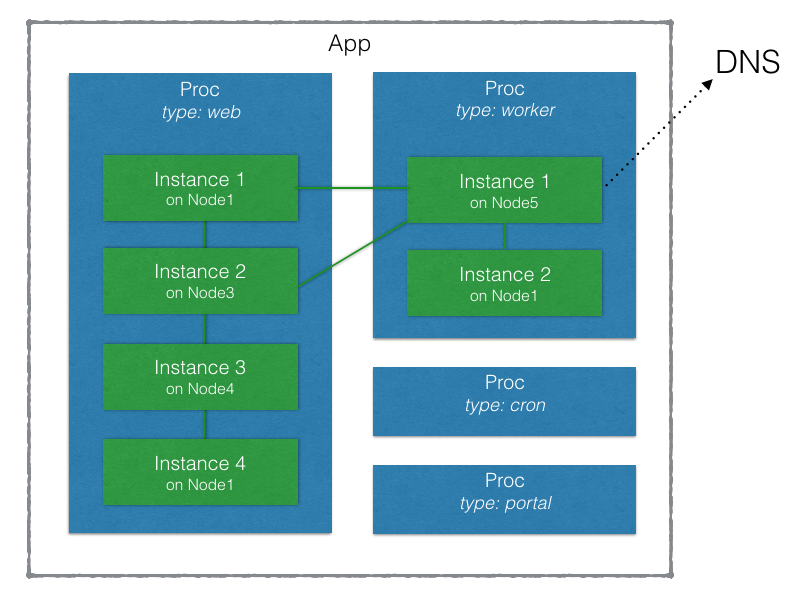 App
DNS
Proc
type: web
Instance 1
on Node1
Instance 2
on Node3
Instance 3
on Node4
Instance 4
on Node1
Proc
type: worker
Instance 1
on Node5
Instance 2
on Node1
Proc
type: cron
Proc
type: portal